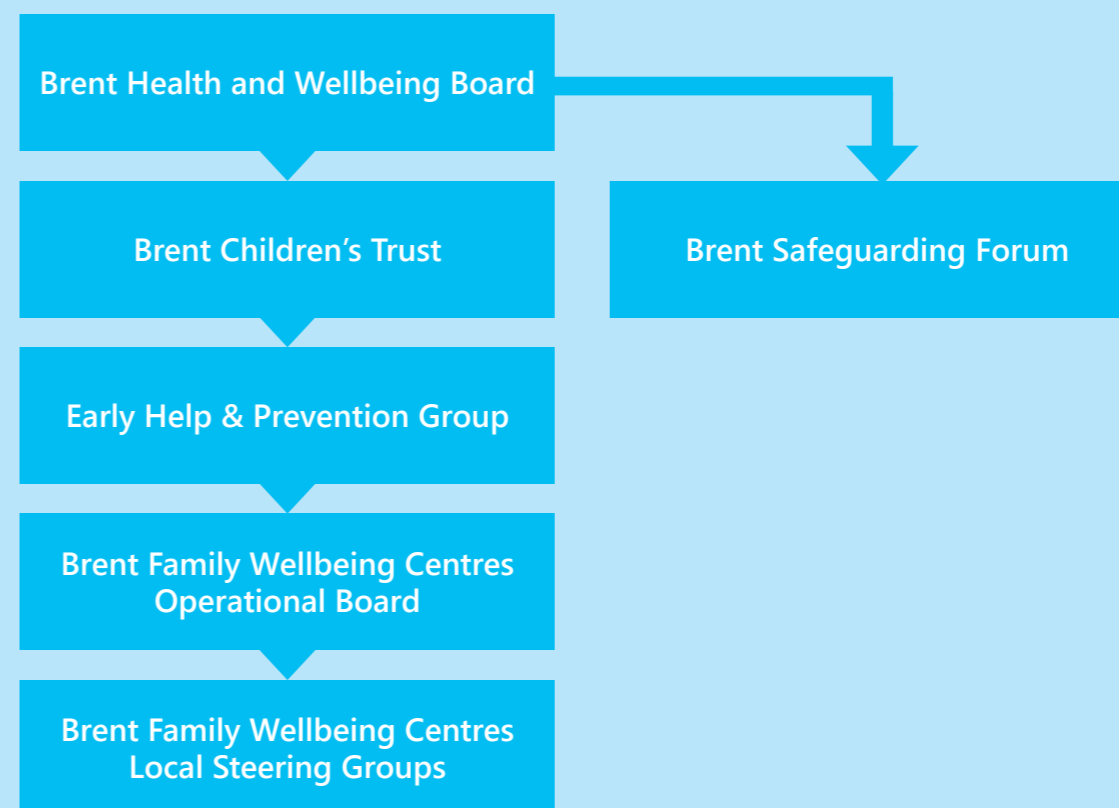 Brent Health and Wellbeing Board
Brent Children’s Trust
Brent Safeguarding Forum
Early Help & Prevention Group
Brent Family Wellbeing Centres
Operational Board
Brent Family Wellbeing Centres
Local Steering Groups